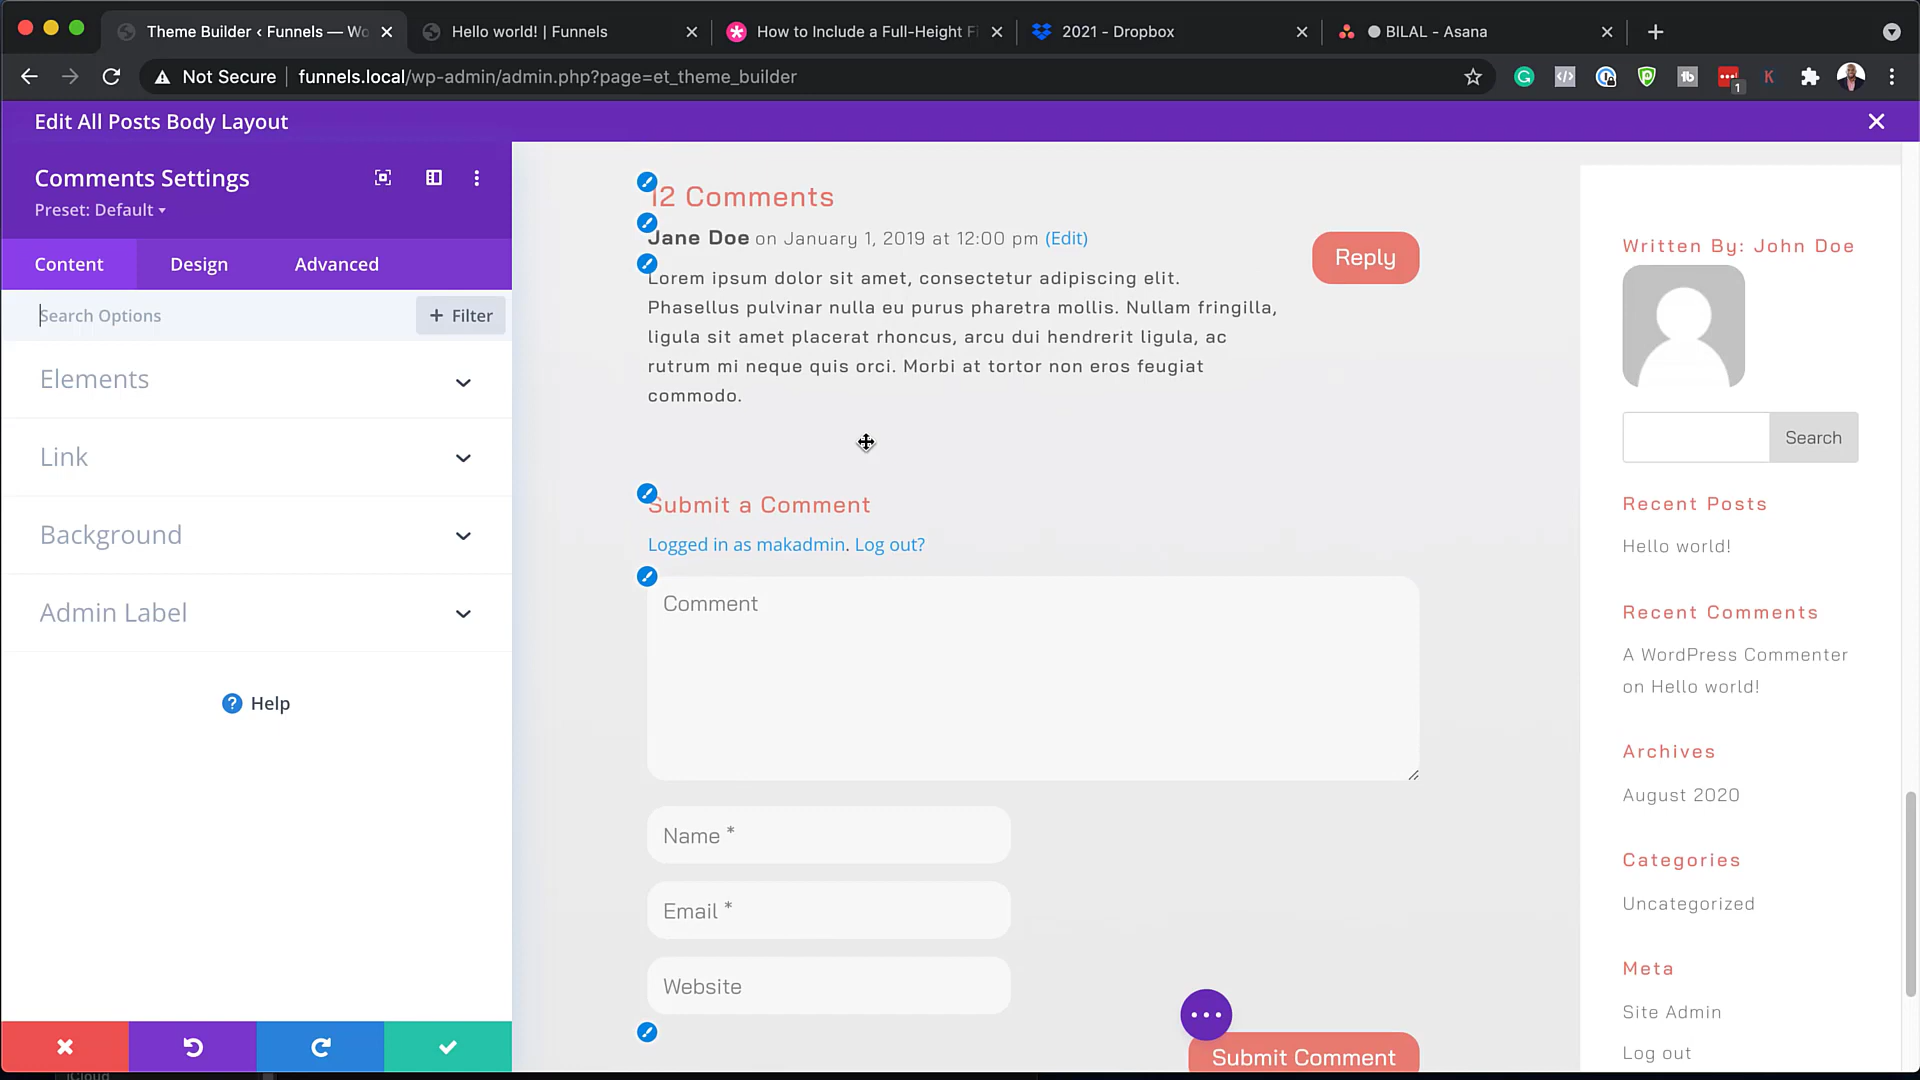 Theme Builder ‹ Funnels — Wo
Hello world! | Funnels
How to Include a Full-Height F
2021 - Dropbox
BILAL - Asana
Not Secure
funnels.local/wp-admin/admin.php?page=et_theme_builder
1
Edit All Posts Body Layout
Comments Settings
Preset: Default
Content
Design
Advanced
Search Options
+ Filter
Elements
Link
Background
Admin Label
? Help
12 Comments
Jane Doe on January 1, 2019 at 12:00 pm (Edit)
Reply
Lorem ipsum dolor sit amet, consectetur adipiscing elit.
Phasellus pulvinar nulla eu purus pharetra mollis. Nullam fringilla,
ligula sit amet placerat rhoncus, arcu dui hendrerit ligula, ac
rutrum mi neque quis orci. Morbi at tortor non eros feugiat
commodo.
Submit a Comment
Logged in as makadmin. Log out?
Comment
Name *
Email *
Website
Submit Comment
Written By: John Doe
Search
Recent Posts
Hello world!
Recent Comments
A WordPress Commenter
on Hello world!
Archives
August 2020
Categories
Uncategorized
Meta
Site Admin
Log out
iCloud